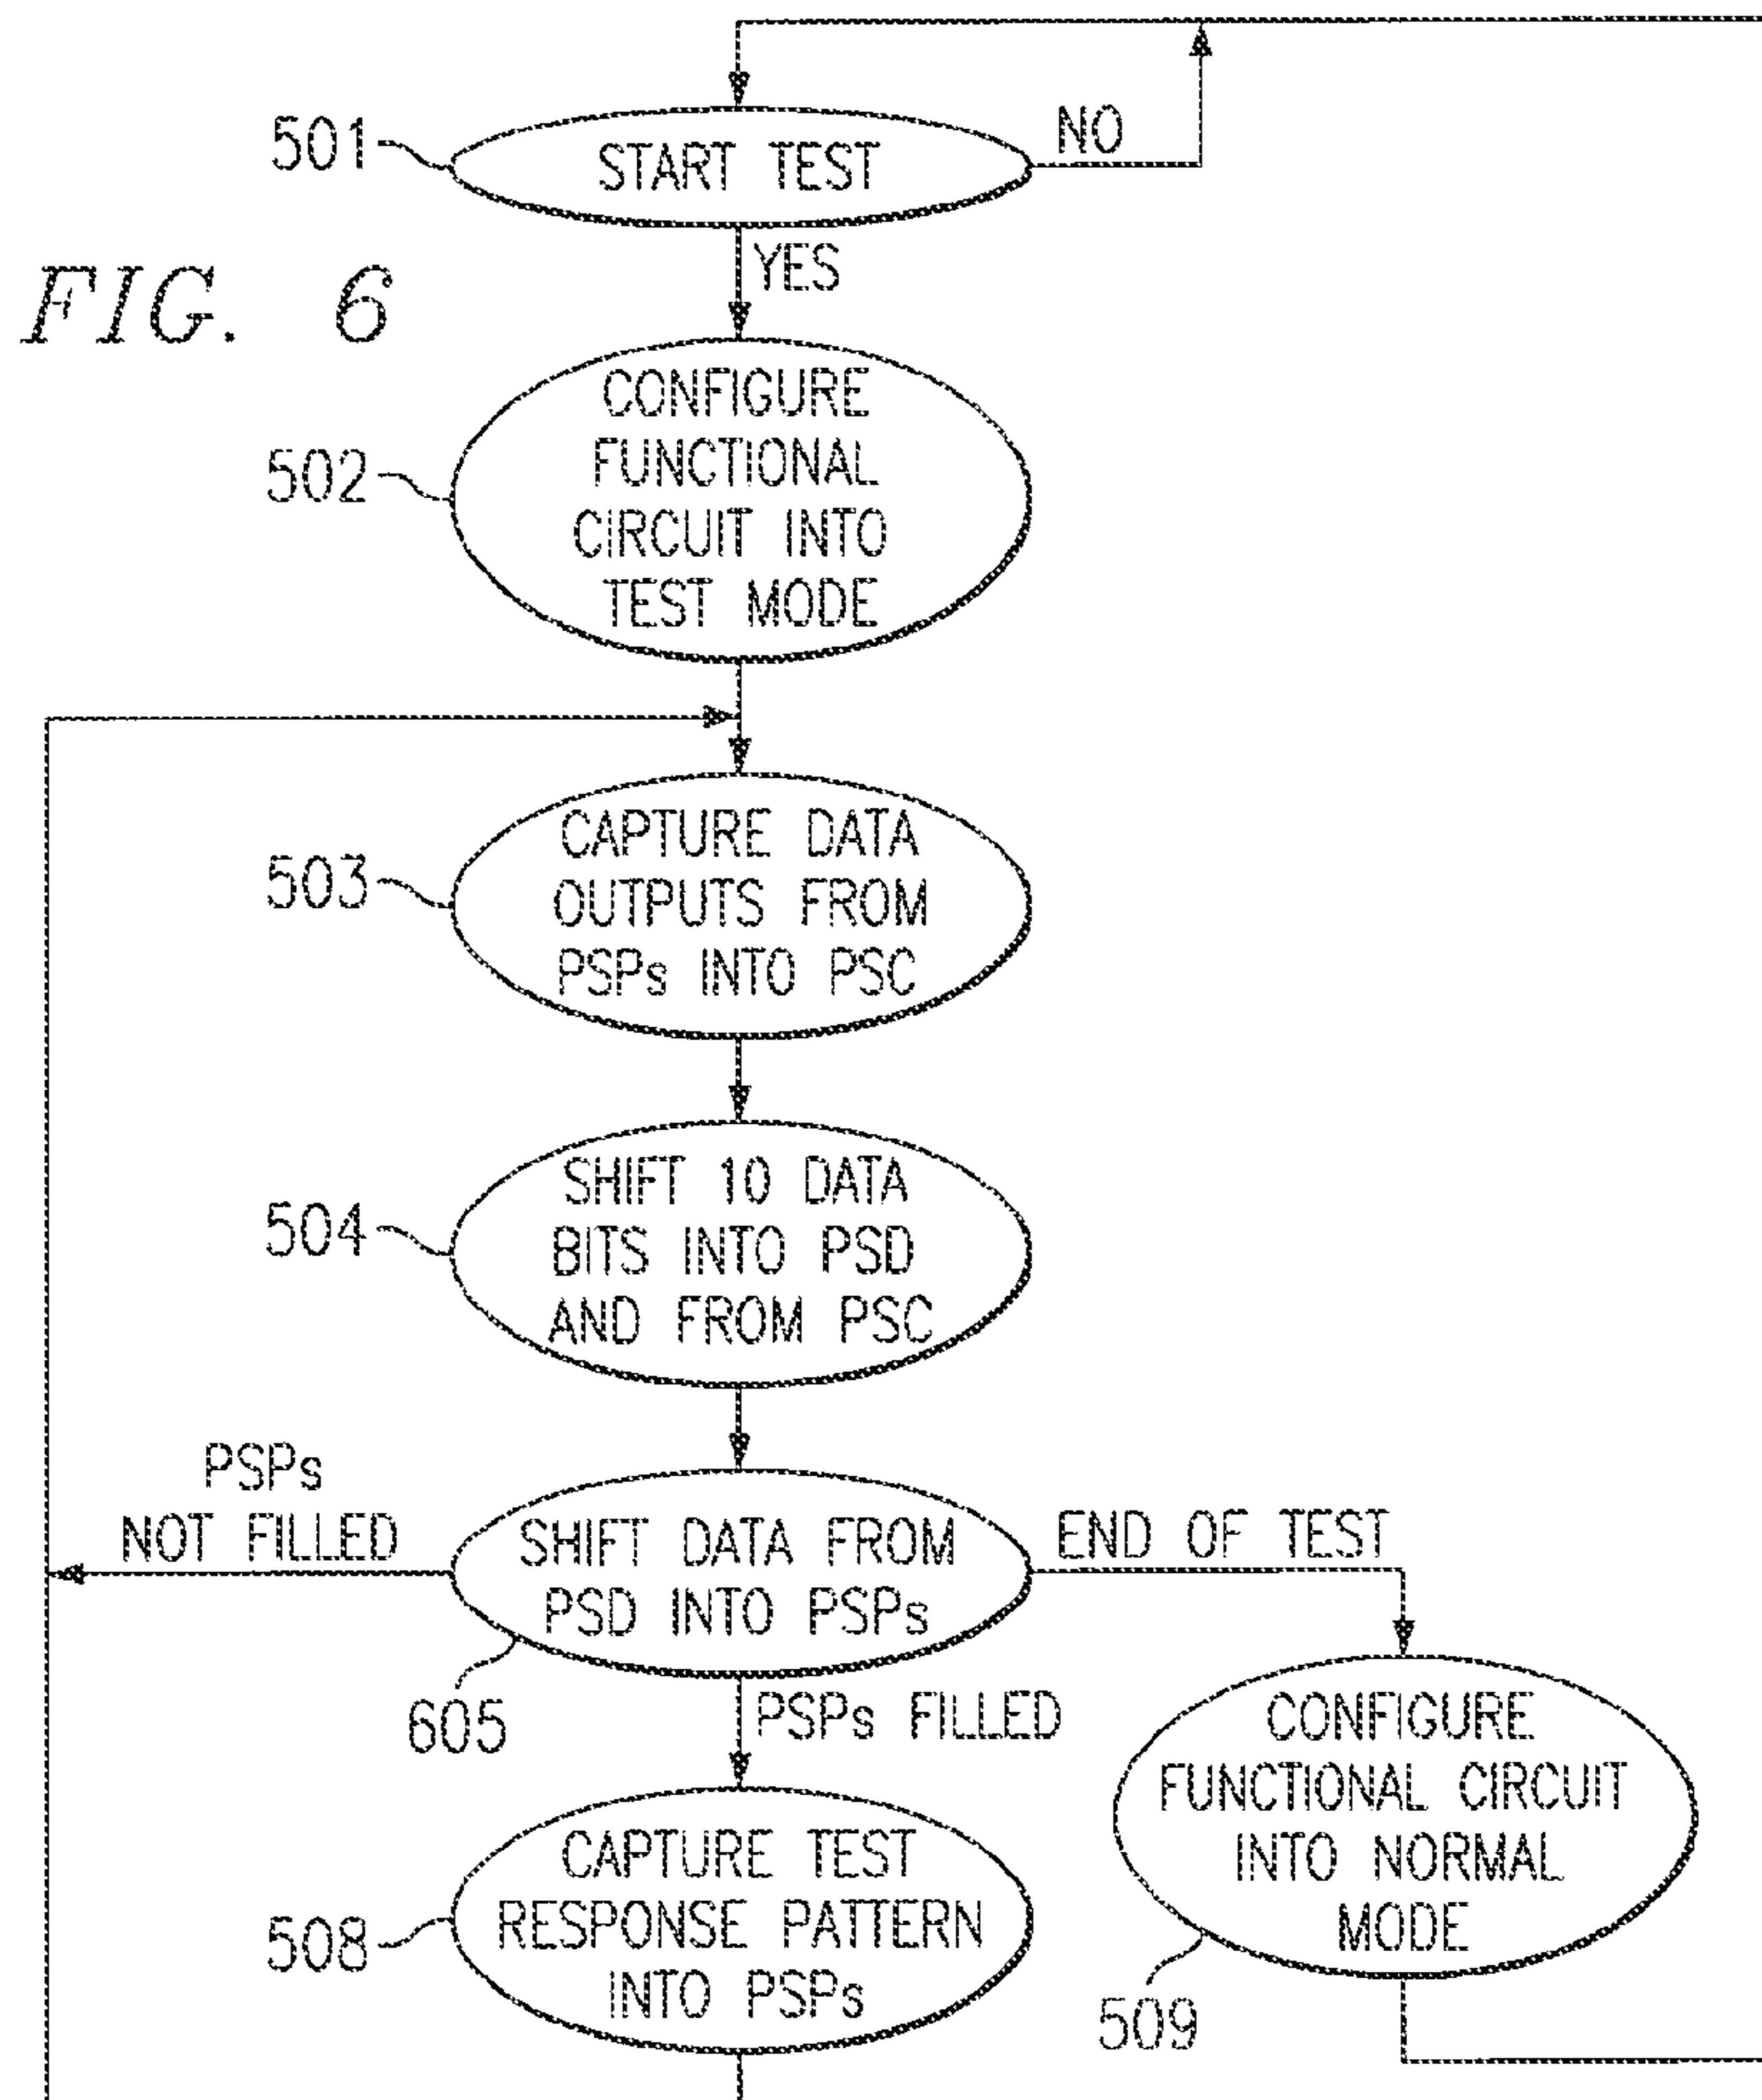 501
START TEST
NO
YES
FIG. 6
502
CONFIGURE
FUNCTIONAL
CIRCUIT INTO
TEST MODE
503
CAPTURE DATA
OUTPUTS FROM
PSPs INTO PSC
504
SHIFT 10 DATA
BITS INTO PSD
AND FROM PSC
PSPs
NOT FILLED
SHIFT DATA FROM
PSD INTO PSPs
END OF TEST
605
PSPs FILLED
CONFIGURE
FUNCTIONAL CIRCUIT
INTO NORMAL
MODE
509
508
CAPTURE TEST
RESPONSE PATTERN
INTO PSPs